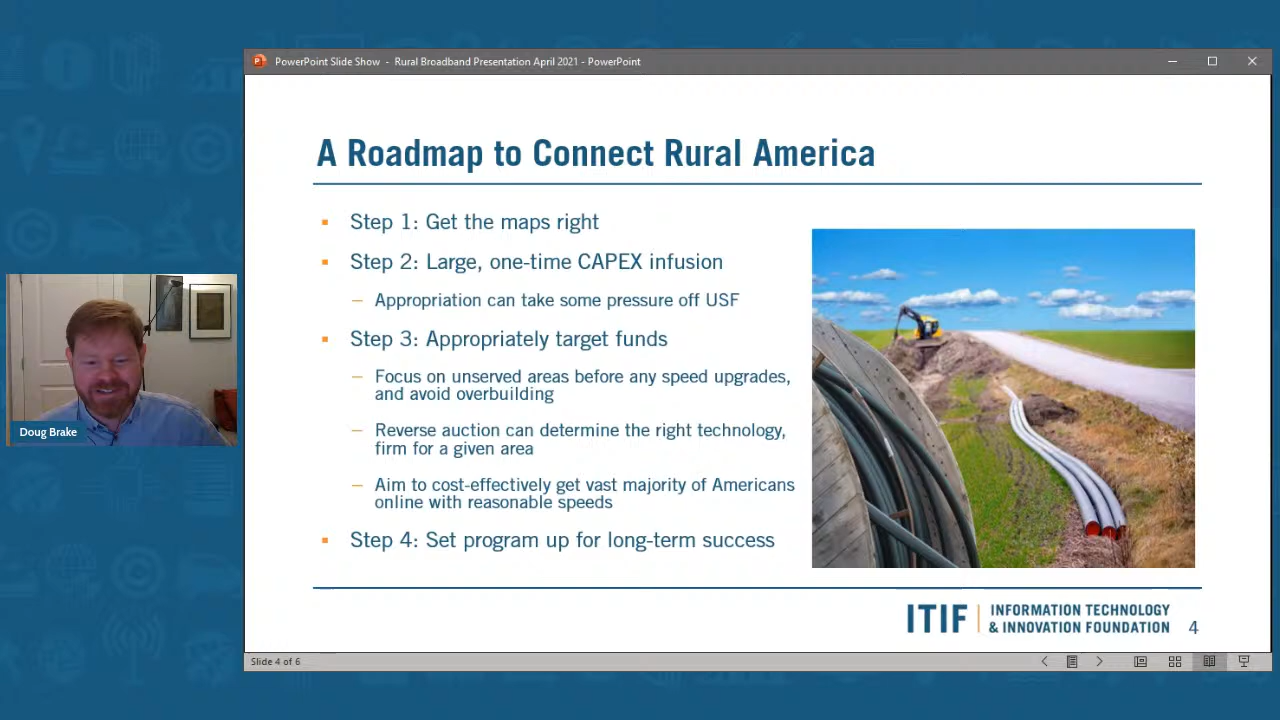 PowerPoint Slide Show - Rural Broadband Presentation April 2021 - PowerPoint
A Roadmap to Connect Rural America
Step 1: Get the maps right
Step 2: Large, one-time CAPEX infusion
– Appropriation can take some pressure off USF
Step 3: Appropriately target funds
– Focus on unserved areas before any speed upgrades,
and avoid overbuilding
– Reverse auction can determine the right technology,
firm for a given area
– Aim to cost-effectively get vast majority of Americans
online with reasonable speeds
Step 4: Set program up for long-term success
Doug Brake
ITIF | INFORMATION TECHNOLOGY
& INNOVATION FOUNDATION
4
Slide 4 of 6